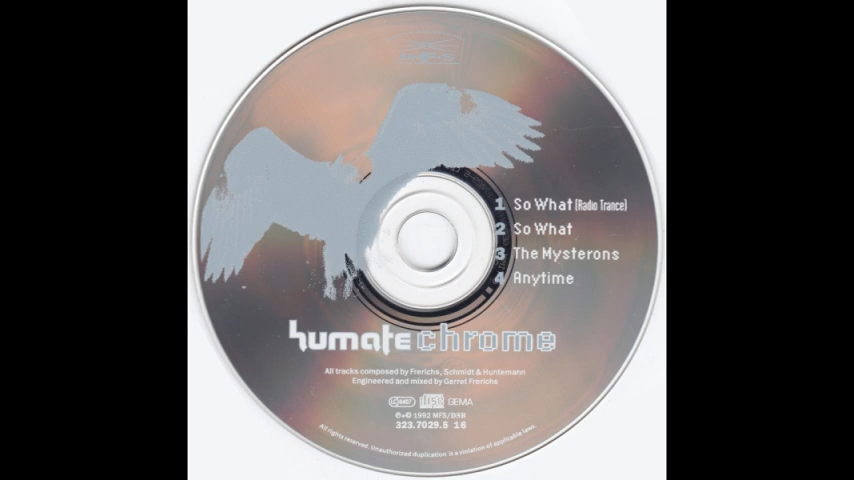 MFS
1 So What (Radio Trance)
2 So What
3 The Mysterons
4 Anytime
humate chrome
All tracks composed by Frerichs, Schmidt & Huntemann
Engineered and mixed by Gerret Frerichs
GEMA
℗+© 1992 MFS/DSB
323.7029.5 16
All rights reserved. Unauthorized duplication is a violation of applicable laws.